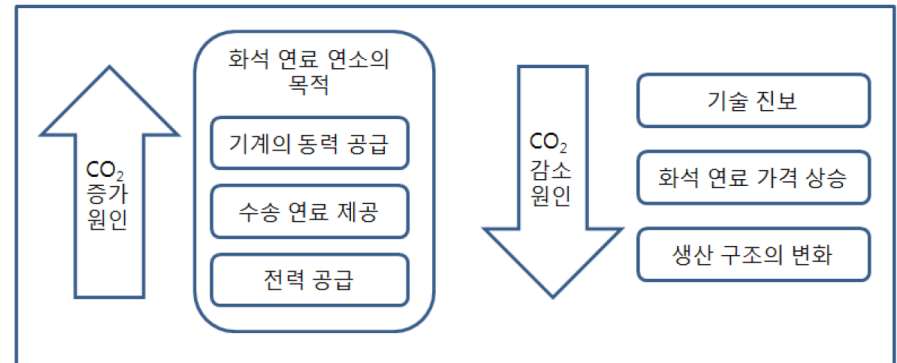 화석 연료 연소의
목적
기계의 동력 공급
수송 연료 제공
전력 공급
CO₂
증가
원인
CO₂
감소
원인
기술 진보
화석 연료 가격 상승
생산 구조의 변화